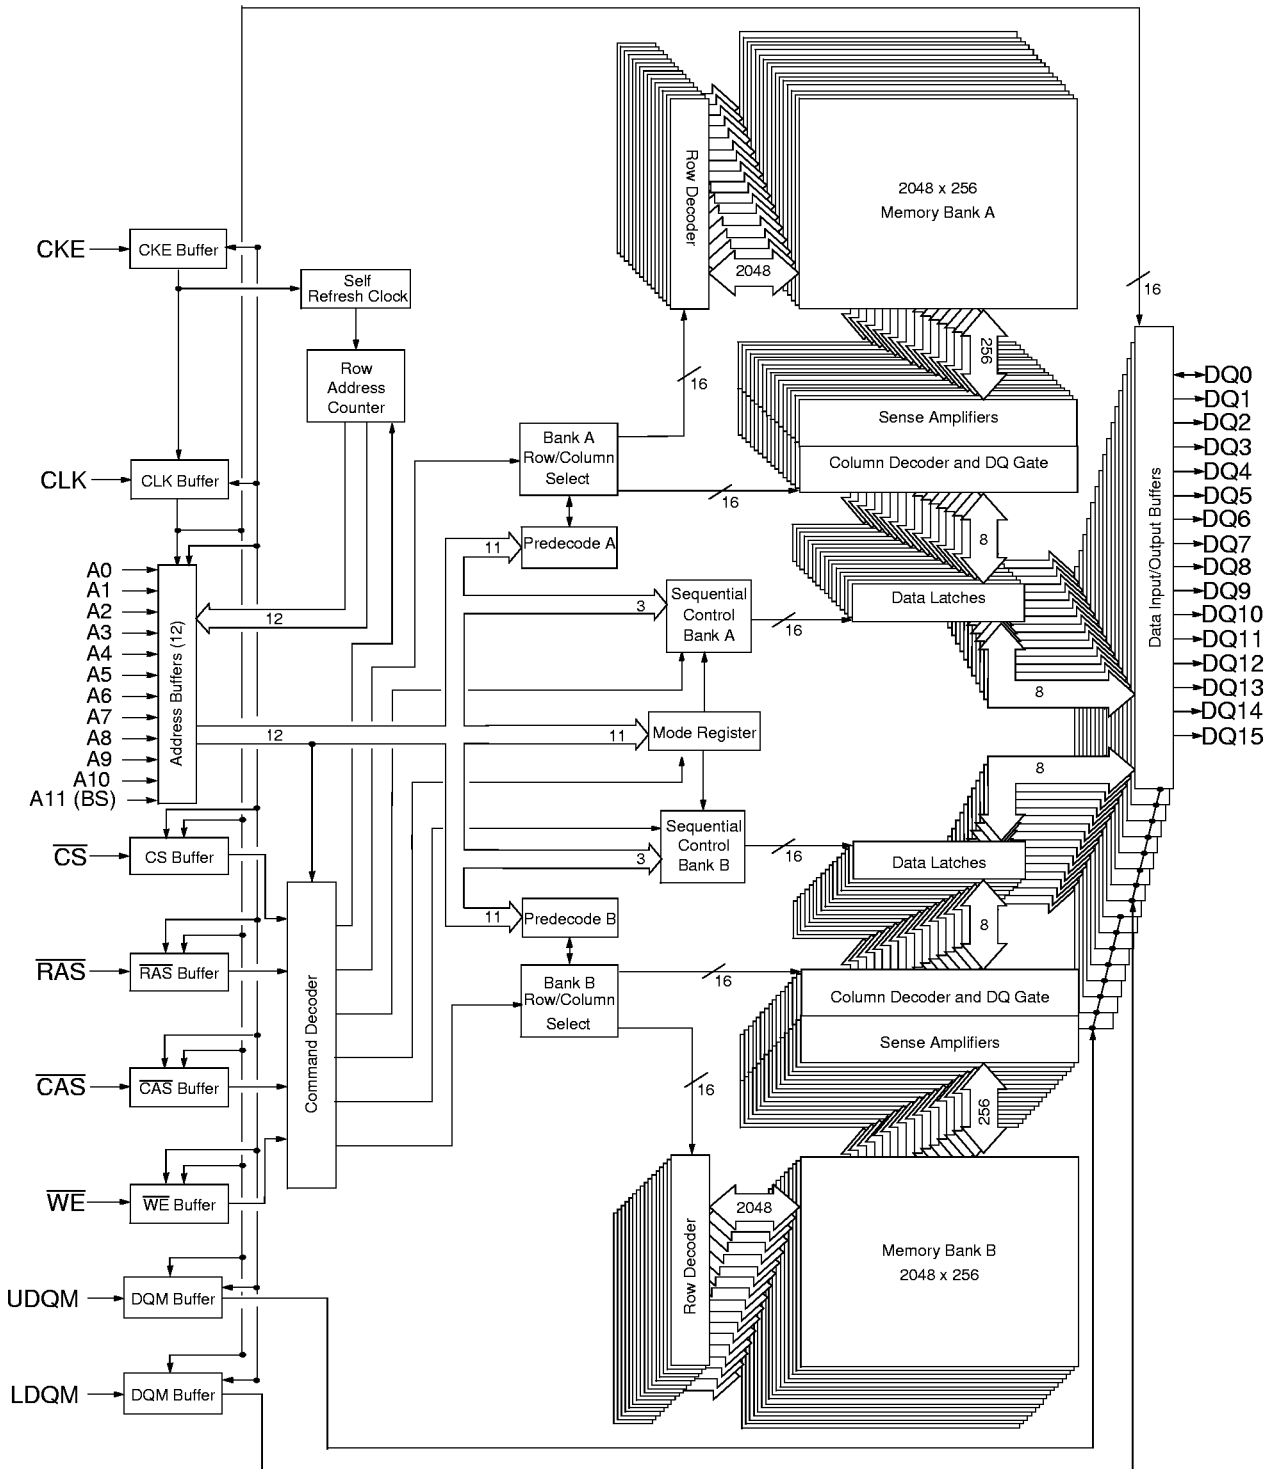 16
Row Decoder
2048 x 256
Memory Bank A
2048
CKE
CKE Buffer
Self
Refresh Clock
Row
Address
Counter
16
256
Sense Amplifiers
Column Decoder and DQ Gate
Bank A
Row/Column
Select
16
CLK
CLK Buffer
11
Predecode A
8
DQ0
DQ1
DQ2
DQ3
DQ4
DQ5
DQ6
DQ7
DQ8
DQ9
DQ10
DQ11
DQ12
DQ13
DQ14
DQ15
Data Input/Output Buffers
A0
A1
A2
A3
A4
A5
A6
A7
A8
A9
A10
A11 (BS)
Address Buffers (12)
12
3
Sequential
Control
Bank A
16
Data Latches
8
12
11
Mode Register
8
CS
CS Buffer
Sequential
Control
Bank B
3
16
Data Latches
11
Predecode B
8
RAS
RAS Buffer
Command Decoder
Bank B
Row/Column
Select
16
Column Decoder and DQ Gate
Sense Amplifiers
CAS
CAS Buffer
16
256
WE
WE Buffer
Row Decoder
2048
Memory Bank B
2048 x 256
UDQM
DQM Buffer
LDQM
DQM Buffer